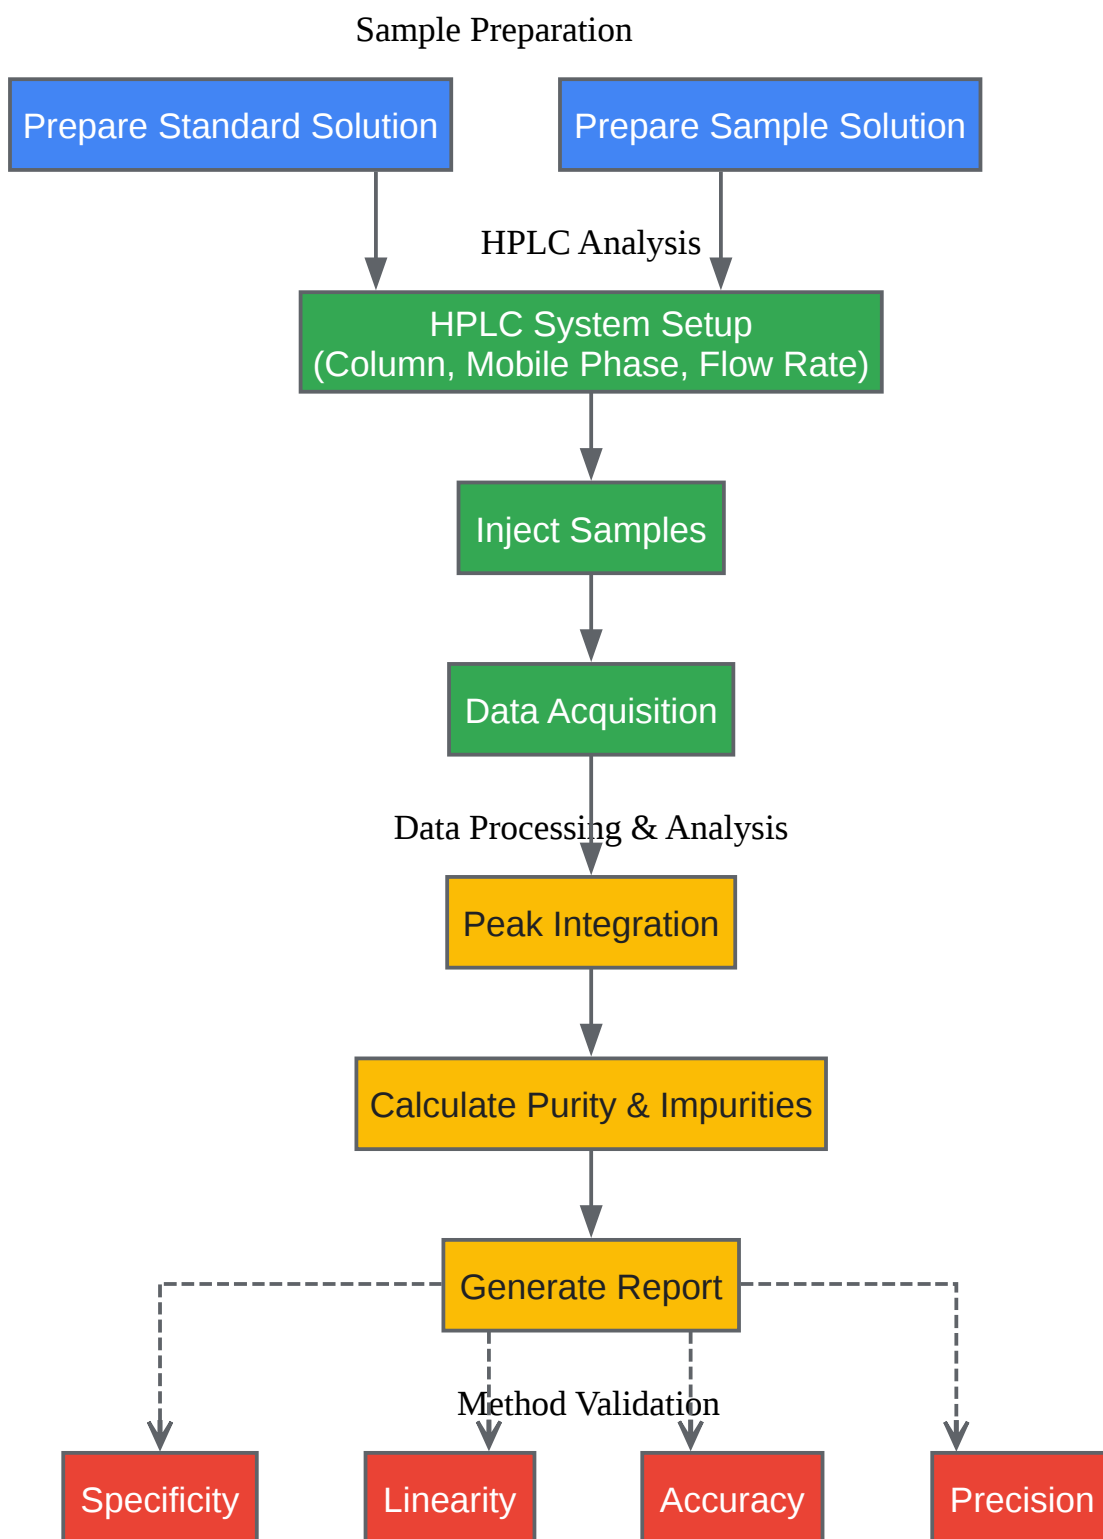 Sample Preparation
Prepare Standard Solution
Prepare Sample Solution
HPLC Analysis
HPLC System Setup
(Column, Mobile Phase, Flow Rate)
Inject Samples
Data Acquisition
Data Processing & Analysis
Peak Integration
Calculate Purity & Impurities
Generate Report
Method Validation
Specificity
Linearity
Accuracy
Precision